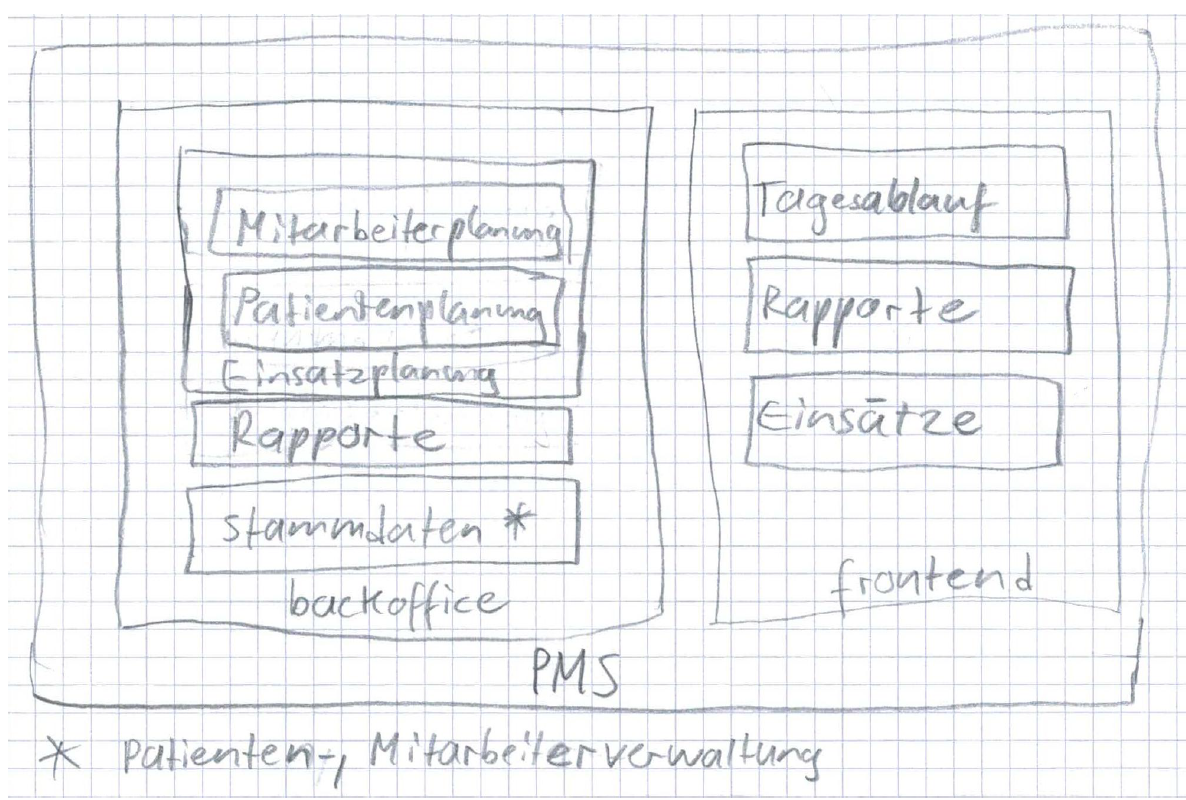 Mitarbeiterplanung
Patientenplanung
Einsatzplanung
Rapporte
Stammdaten *
backoffice
Tagesablauf
Rapporte
Einsätze
frontend
PMS
* Patienten-, Mitarbeiterverwaltung